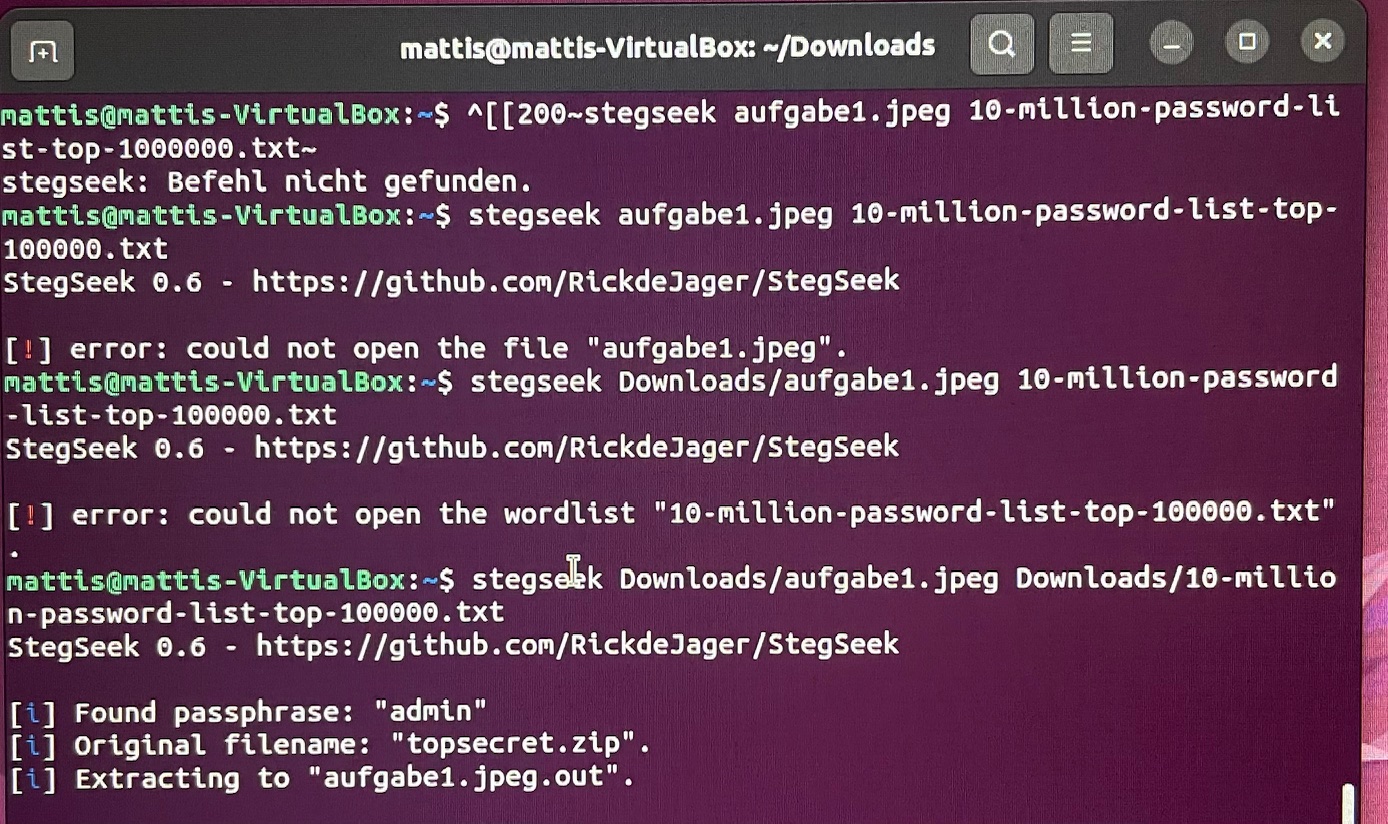 mattis@mattis-VirtualBox: ~/Downloads
mattis@mattis-VirtualBox:~$ ^[[200~stegseek aufgabe1.jpeg 10-million-password-li
st-top-1000000.txt~
stegseek: Befehl nicht gefunden.
mattis@mattis-VirtualBox:~$ stegseek aufgabe1.jpeg 10-million-password-list-top-
100000.txt
StegSeek 0.6 - https://github.com/RickdeJager/StegSeek
[!] error: could not open the file "aufgabe1.jpeg".
mattis@mattis-VirtualBox:~$ stegseek Downloads/aufgabe1.jpeg 10-million-password
-list-top-100000.txt
StegSeek 0.6 - https://github.com/RickdeJager/StegSeek
[!] error: could not open the wordlist "10-million-password-list-top-100000.txt"
.
mattis@mattis-VirtualBox:~$ stegseek Downloads/aufgabe1.jpeg Downloads/10-millio
n-password-list-top-100000.txt
StegSeek 0.6 - https://github.com/RickdeJager/StegSeek
[i] Found passphrase: "admin"
[i] Original filename: "topsecret.zip".
[i] Extracting to "aufgabe1.jpeg.out".